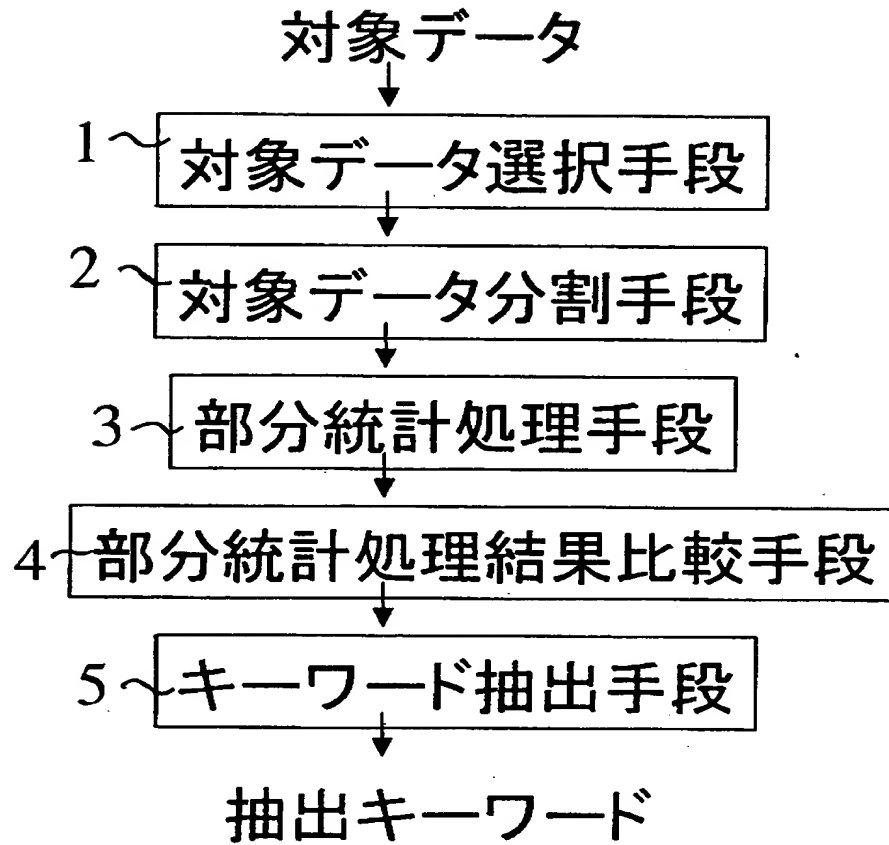 対象データ
1 対象データ選択手段
2 対象データ分割手段
3 部分統計処理手段
4 部分統計処理結果比較手段
5 キーワード抽出手段
抽出キーワード